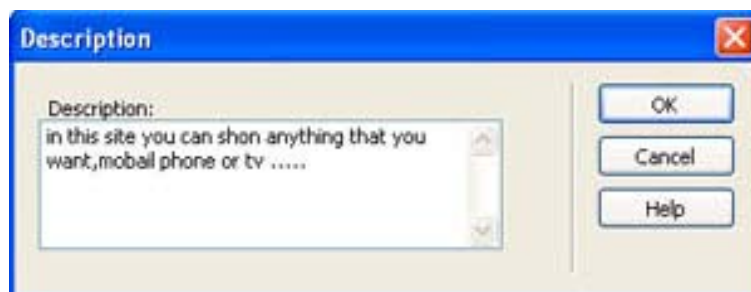 Description
Description:
in this site you can shon anything that you
want,mobail phone or tv .....
OK
Cancel
Help